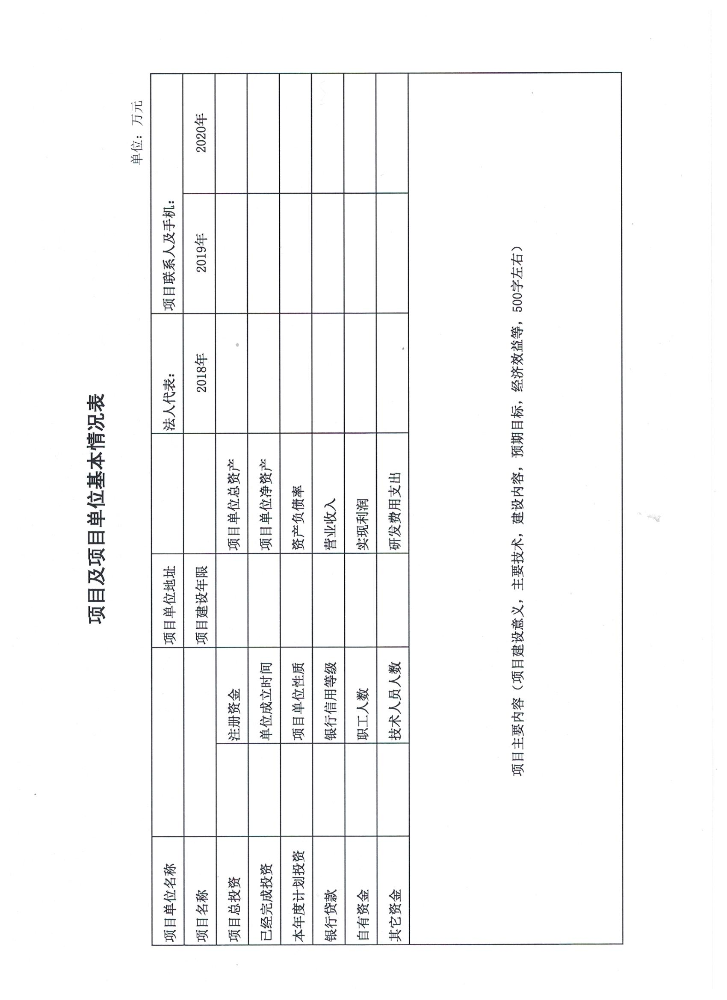 项目及项目单位基本情况表
单位：万元
项目单位名称 项目单位地址 法人代表： 项目联系人及手机：
项目名称 项目建设年限 2018年 2019年 2020年
项目总投资 注册资金 项目单位总资产
已经完成投资 单位成立时间 项目单位净资产
本年度计划投资 项目单位性质 资产负债率
银行贷款 银行信用等级 营业收入
自有资金 职工人数 实现利润
其它资金 技术人员人数 研发费用支出
项目主要内容（项目建设意义，主要技术，建设内容，预期目标，经济效益等，500字左右）